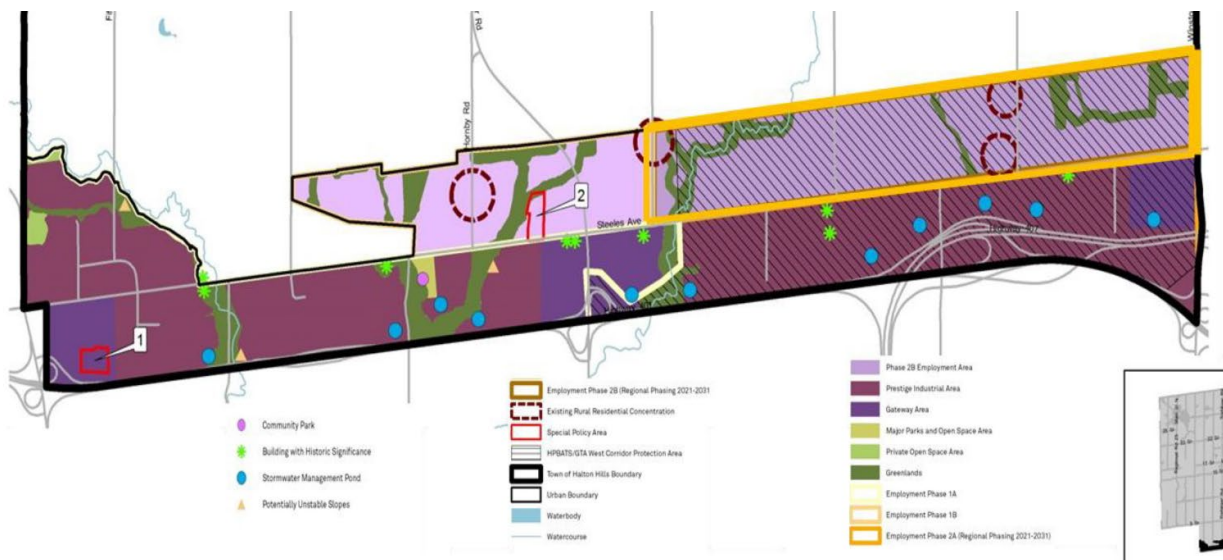 Hornby Rd
Steeles Ave
2
1
Community Park
Building with Historic Significance
Stormwater Management Pond
Potentially Unstable Slopes
Employment Phase 2B (Regional Phasing 2021-2031
Existing Rural Residential Concentration
Special Policy Area
HPBATS/GTA West Corridor Protection Area
Town of Halton Hills Boundary
Urban Boundary
Waterbody
Watercourse
Phase 2B Employment Area
Prestige Industrial Area
Gateway Area
Major Parks and Open Space Area
Private Open Space Area
Greenlands
Employment Phase 1A
Employment Phase 1B
Employment Phase 2A (Regional Phasing 2021-2031)